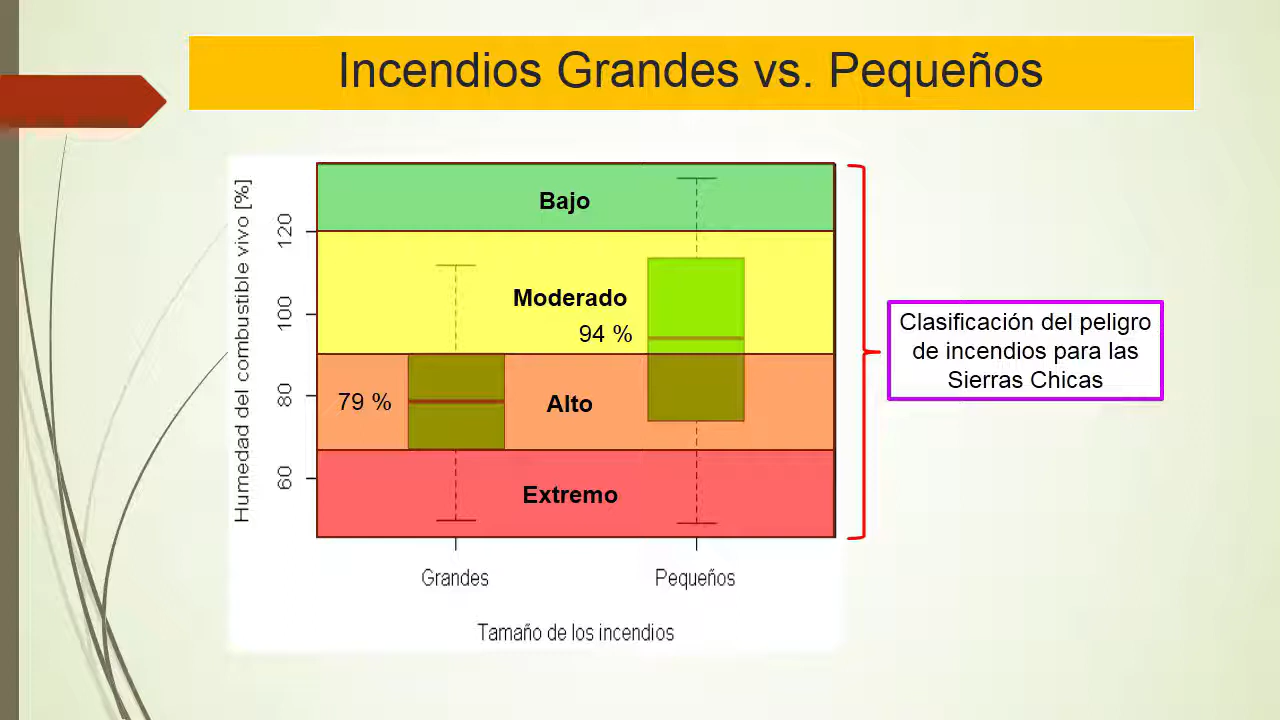 Incendios Grandes vs. Pequeños
Humedad del combustible vivo [%]
120
100
80
60
Bajo
Moderado
94 %
79 %
Alto
Extremo
Grandes
Pequeños
Tamaño de los incendios
Clasificación del peligro
de incendios para las
Sierras Chicas